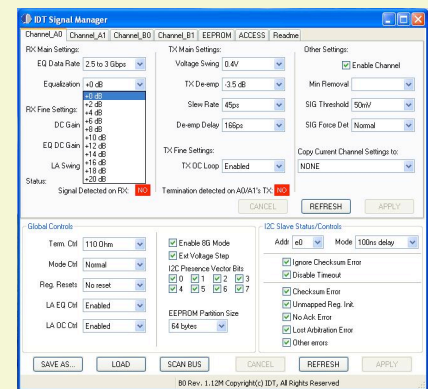 IDT Signal Manager
Channel_A0 Channel_A1 Channel_B0 Channel_B1 EEPROM ACCESS Readme
RX Main Settings: TX Main Settings: Other Settings:
EQ Data Rate 2.5 to 3 Gbps Voltage Swing 0.4V Enable Channel
Equalization +0 dB TX De-emp -3.5 dB Min Removal
+0 dB
+2 dB
+4 dB
+6 dB
+8 dB
+10 dB
+12 dB
+14 dB
+16 dB
+18 dB
+20 dB
RX Fine Settings: Slew Rate 45ps SIG Threshold 50mV
DC Gain De-emp Delay 166ps SIG Force Det Normal
EQ DC Gain TX Fine Settings: Copy Current Channel Settings to:
LA Swing TX OC Loop Enabled NONE
Status:
Signal Detected on RX: NO Termination detected on A0/A1's TX: NO
CANCEL REFRESH APPLY
Global Controls I2C Slave Status/Controls
Term. Ctrl 110 Ohm Enable 8G Mode Addr e0 Mode 100ns delay
Mode Ctrl Normal Ext Voltage Step Ignore Checksum Error
I2C Presence Vector Bits Disable Timeout
Reg. Resets No reset 0 1 2 3
4 5 6 7 Checksum Error
LA EQ Ctrl Enabled Unmapped Reg. Init.
EEPROM Partition Size No Ack Error
LA OC Ctrl Enabled 64 bytes Lost Arbitration Error
Other errors
SAVE AS... LOAD SCAN BUS CANCEL REFRESH APPLY
B0 Rev. 1.12M Copyright(c) IDT, All Rights Reserved